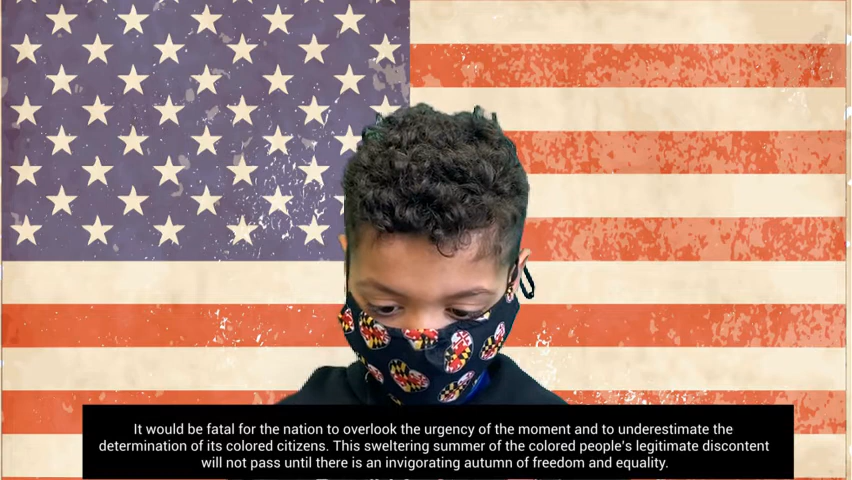 It would be fatal for the nation to overlook the urgency of the moment and to underestimate the
determination of its colored citizens. This sweltering summer of the colored people's legitimate discontent
will not pass until there is an invigorating autumn of freedom and equality.